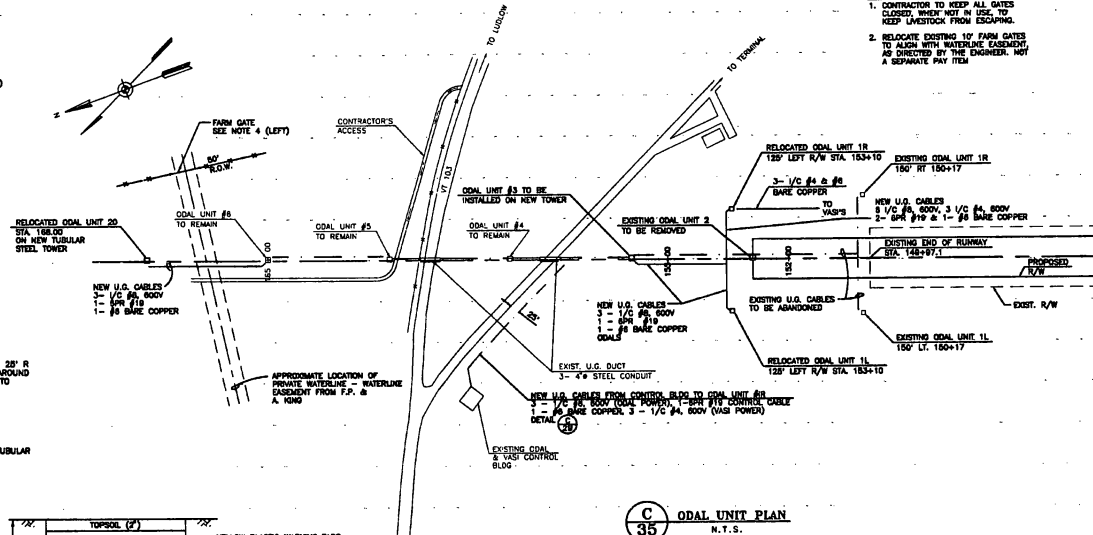 1. CONTRACTOR TO KEEP ALL GATES
CLOSED, WHEN NOT IN USE, TO
KEEP LIVESTOCK FROM ESCAPING.
2. RELOCATE EXISTING 10' FARM GATES
TO ALIGN WITH WATERLINE EASEMENT,
AS DIRECTED BY THE ENGINEER. NOT
A SEPARATE PAY ITEM
TO LUDLOW
TO TERMINAL
N
FARM GATE
SEE NOTE 4 (LEFT)
50'
R.O.W.
CONTRACTOR'S
ACCESS
VT 103
RELOCATED ODAL UNIT 1R
125' LEFT R/W STA. 153+10
EXISTING ODAL UNIT 1R
150' RT 150+17
3- 1/C #4 & #6
BARE COPPER
TO
VASI'S
NEW U.G. CABLES
6 1/C #8, 600V, 3 1/C #4, 600V
2- 6PR #19 & 1- #6 BARE COPPER
ODAL UNIT #3 TO BE
INSTALLED ON NEW TOWER
EXISTING ODAL UNIT 2
TO BE REMOVED
RELOCATED ODAL UNIT 20
STA. 168.00
ON NEW TUBULAR
STEEL TOWER
ODAL UNIT #6
TO REMAIN
ODAL UNIT #5
TO REMAIN
ODAL UNIT #4
TO REMAIN
EXISTING END OF RUNWAY
STA. 149+97.1
PROPOSED
R/W
EXIST. R/W
165+00
152+00
NEW U.G. CABLES
3- 1/C #8, 600V
1- 6PR #19
1- #6 BARE COPPER
NEW U.G. CABLES
3 - 1/C #8, 600V
1 - 6PR #19
1 - #6 BARE COPPER
ODALS
EXISTING U.G. CABLES
TO BE ABANDONED
25'
EXISTING ODAL UNIT 1L
150' LT. 150+17
RELOCATED ODAL UNIT 1L
125' LEFT R/W STA. 153+10
EXIST. U.G. DUCT
3- 4"ø STEEL CONDUIT
25' R
AROUND
TO
APPROXIMATE LOCATION OF
PRIVATE WATERLINE - WATERLINE
EASEMENT FROM F.P. &
A. KING
NEW U.G. CABLES FROM CONTROL BLDG TO ODAL UNIT #1R
3 - 1/C #8, 600V (ODAL POWER), 1-6PR #19 CONTROL CABLE
1 - #6 BARE COPPER, 3 - 1/C #4, 600V (VASI POWER)
DETAIL C
EXISTING ODAL
& VASI CONTROL
BLDG
TUBULAR
TOPSOIL (2")
C
35
ODAL UNIT PLAN
N.T.S.